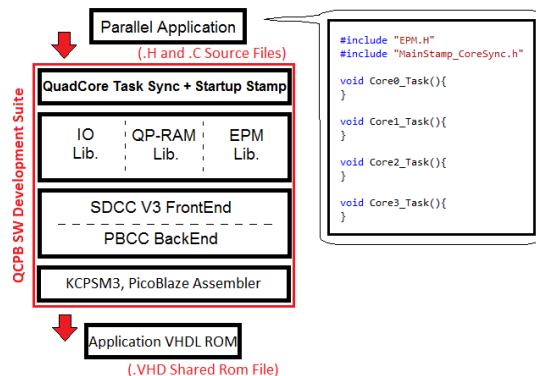 Parallel Application
(.H and .C Source Files)
QCPB SW Development Suite
QuadCore Task Sync + Startup Stamp
IO Lib.
QP-RAM Lib.
EPM Lib.
SDCC V3 FrontEnd
PBCC BackEnd
KCPSM3, PicoBlaze Assembler
Application VHDL ROM
(.VHD Shared Rom File)
#include "EPM.H"
#include "MainStamp_CoreSync.h"
void Core0_Task(){
}
void Core1_Task(){
}
void Core2_Task(){
}
void Core3_Task(){
}